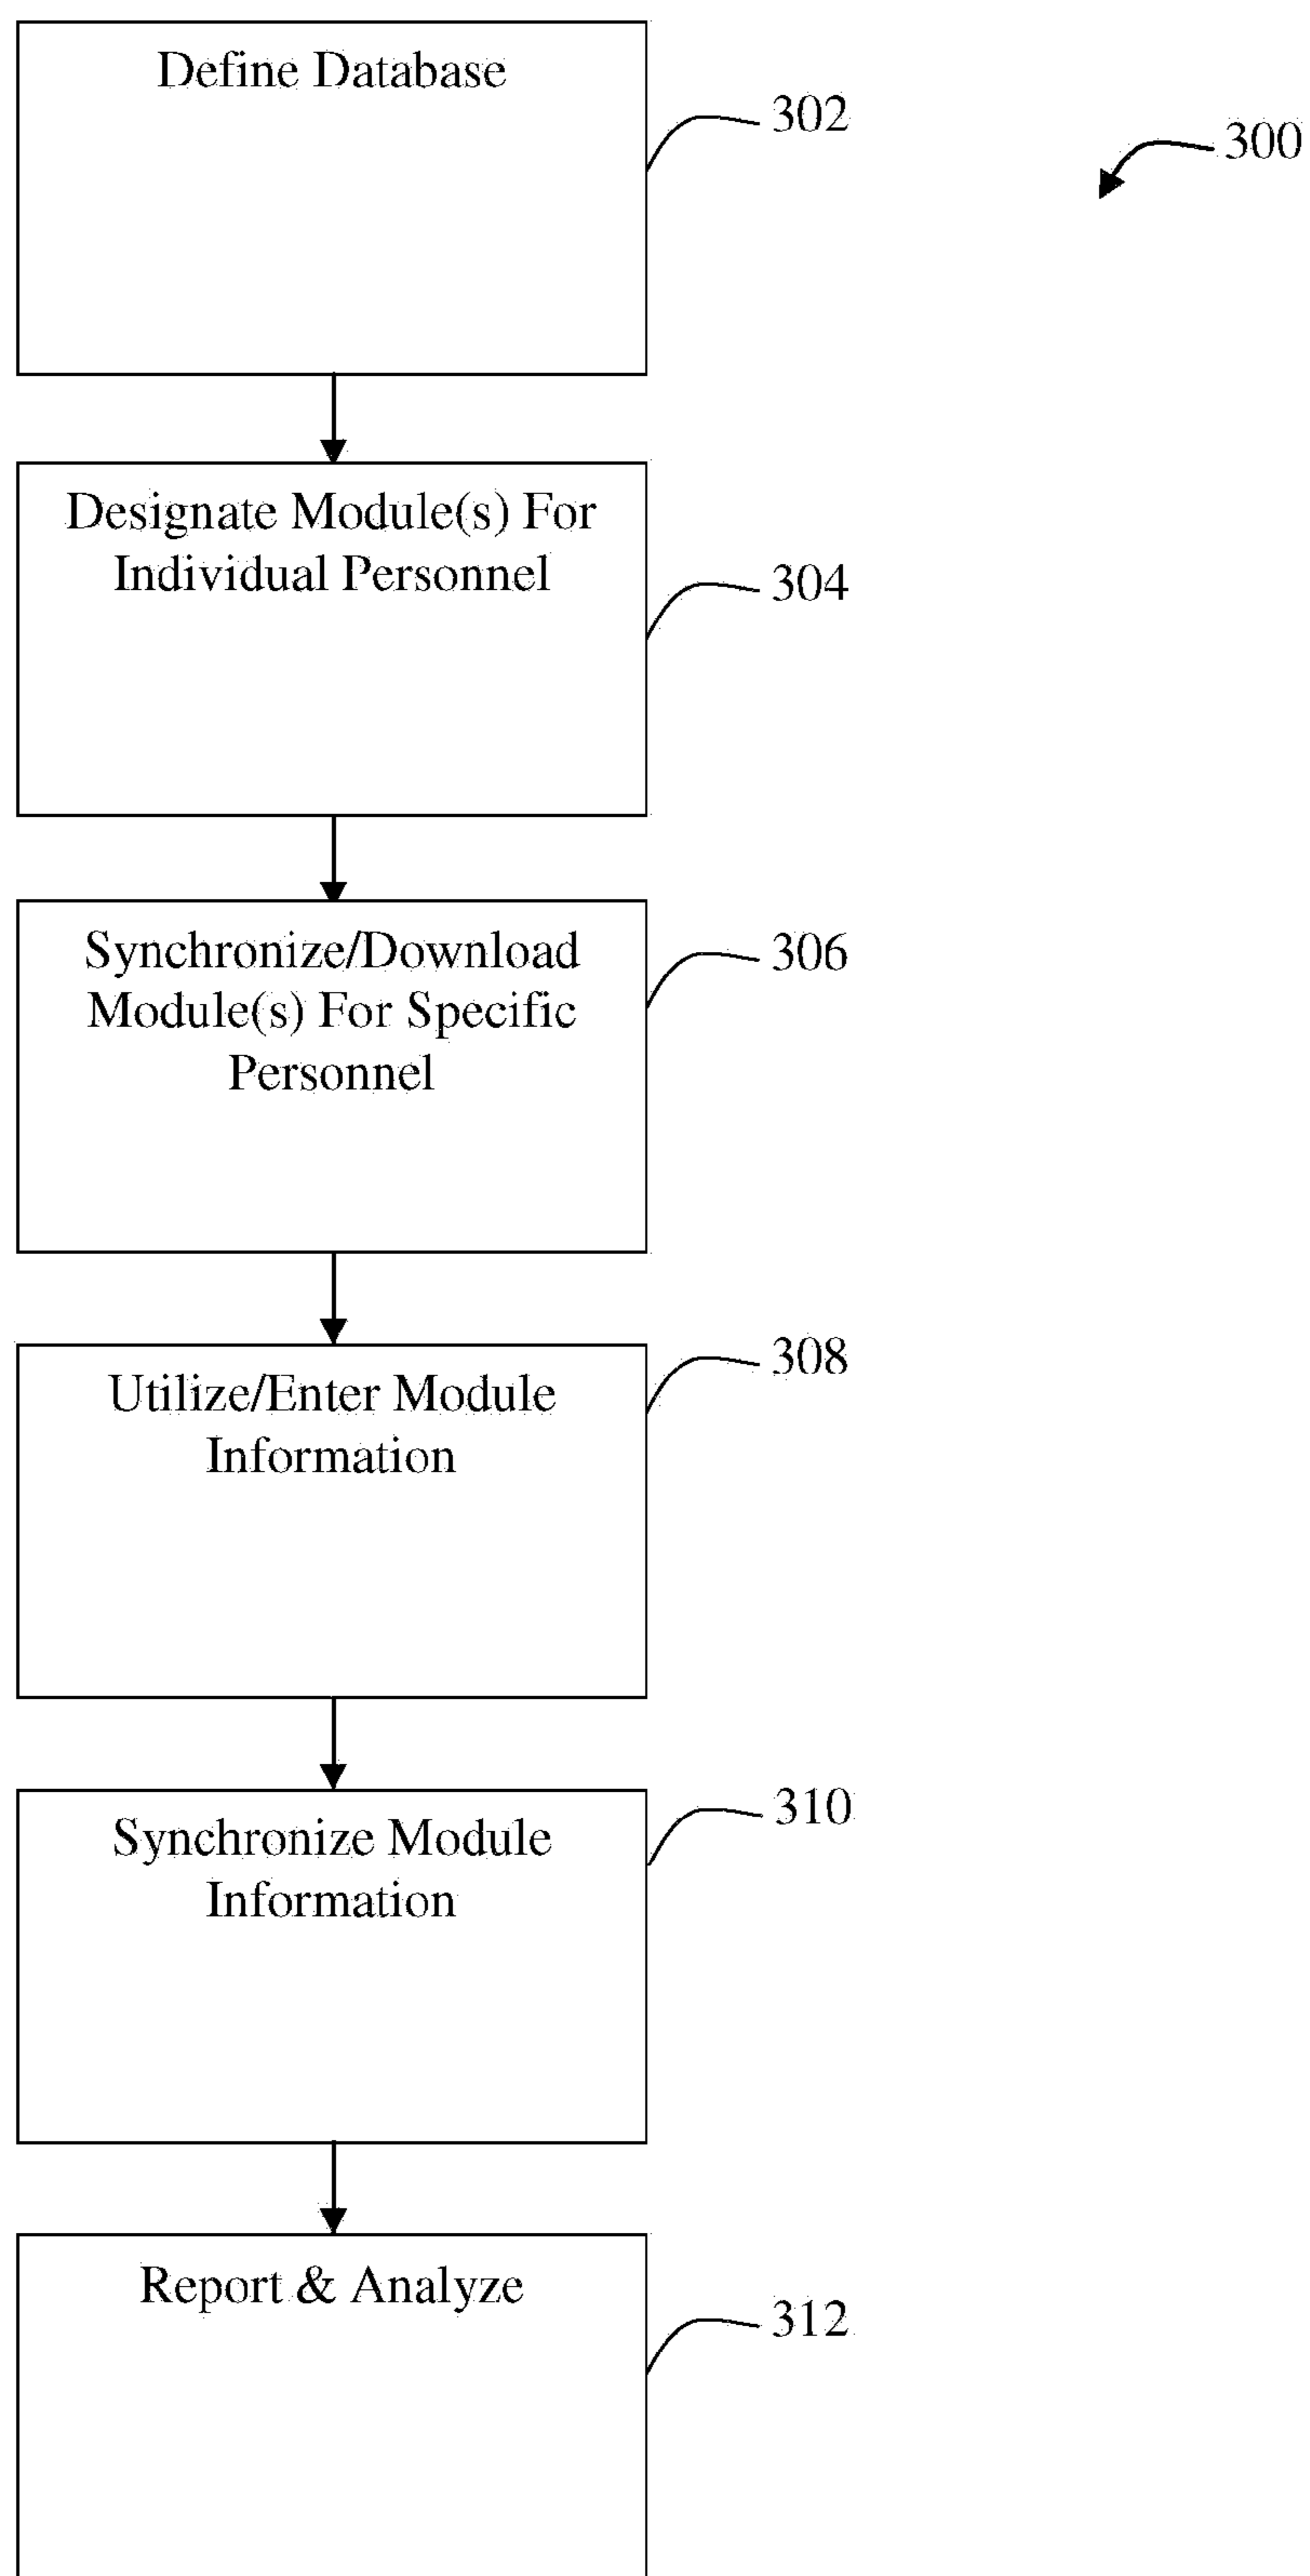 Define Database
302
300
Designate Module(s) For
Individual Personnel
304
Synchronize/Download
Module(s) For Specific
Personnel
306
Utilize/Enter Module
Information
308
Synchronize Module
Information
310
Report & Analyze
312